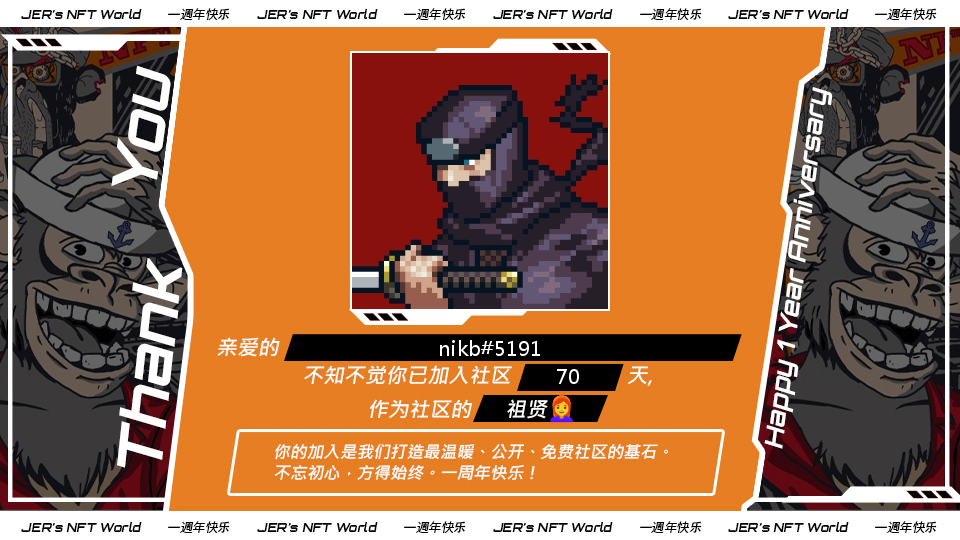 JER's NFT World 一週年快乐 JER's NFT World 一週年快乐 JER's NFT World 一週年快乐 JER's NFT World 一週年快乐
Thank You
亲爱的 nikb#5191
不知不觉你已加入社区 70 天,
作为社区的 祖贤👩‍🦰
你的加入是我们打造最温暖、公开、免费社区的基石。
不忘初心，方得始终。一周年快乐！
Happy 1 Year Anniversary
JER's NFT World 一週年快乐 JER's NFT World 一週年快乐 JER's NFT World 一週年快乐 JER's NFT World 一週年快乐